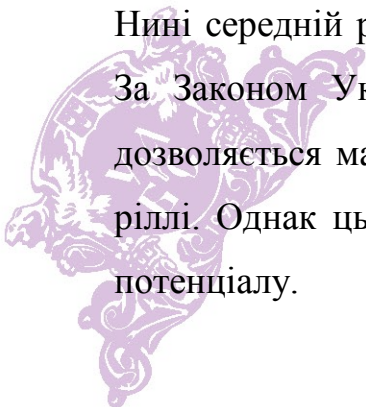 Нині середній р
За Законом Ук
дозволяється ма
ріллі. Однак ць
потенціалу.